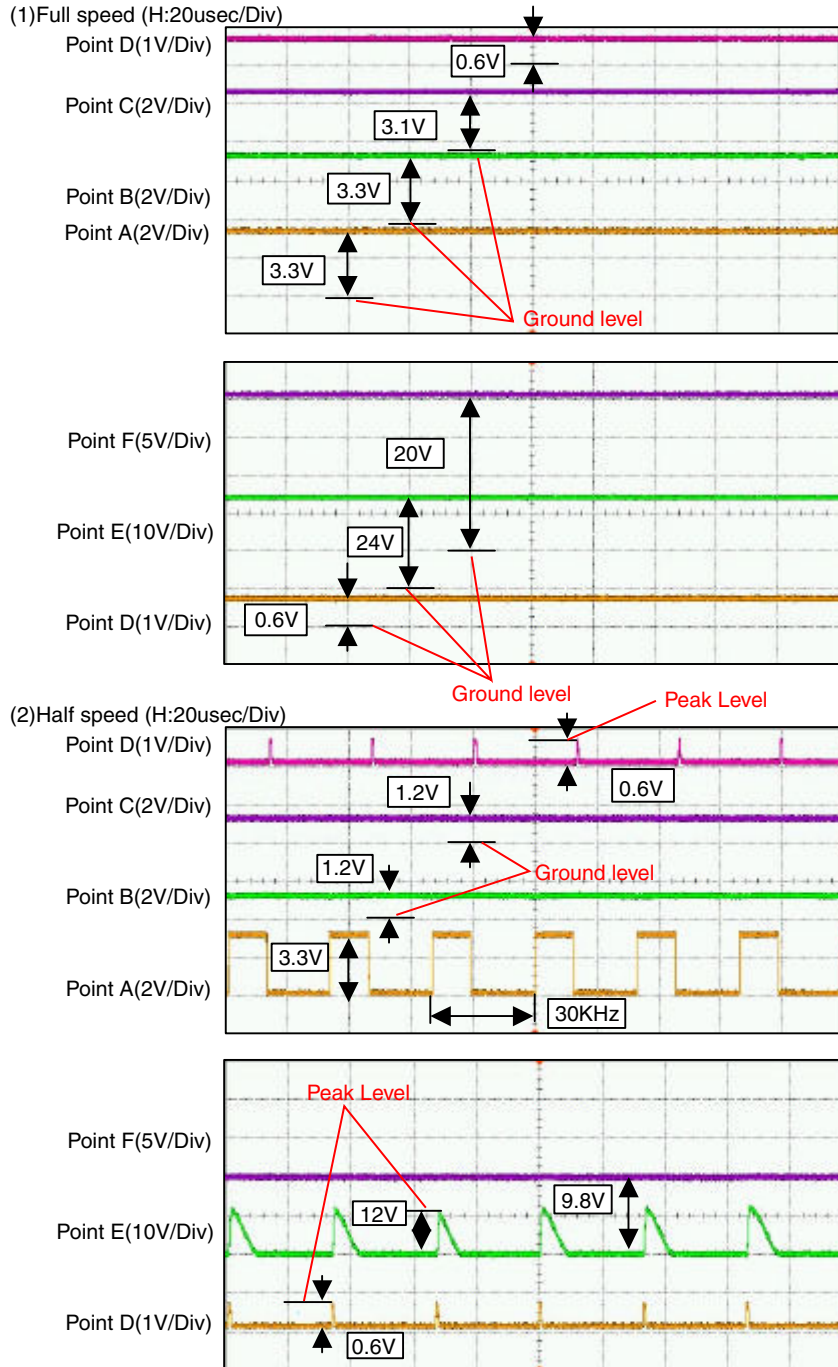 (1)Full speed (H:20usec/Div)
Point D(1V/Div)
0.6V
Point C(2V/Div)
3.1V
3.3V
Point B(2V/Div)
Point A(2V/Div)
3.3V
Ground level
Point F(5V/Div)
20V
Point E(10V/Div)
24V
0.6V
Point D(1V/Div)
Ground level
Peak Level
(2)Half speed (H:20usec/Div)
Point D(1V/Div)
0.6V
1.2V
Point C(2V/Div)
1.2V
Ground level
Point B(2V/Div)
3.3V
Point A(2V/Div)
30KHz
Peak Level
Point F(5V/Div)
9.8V
12V
Point E(10V/Div)
Point D(1V/Div)
0.6V